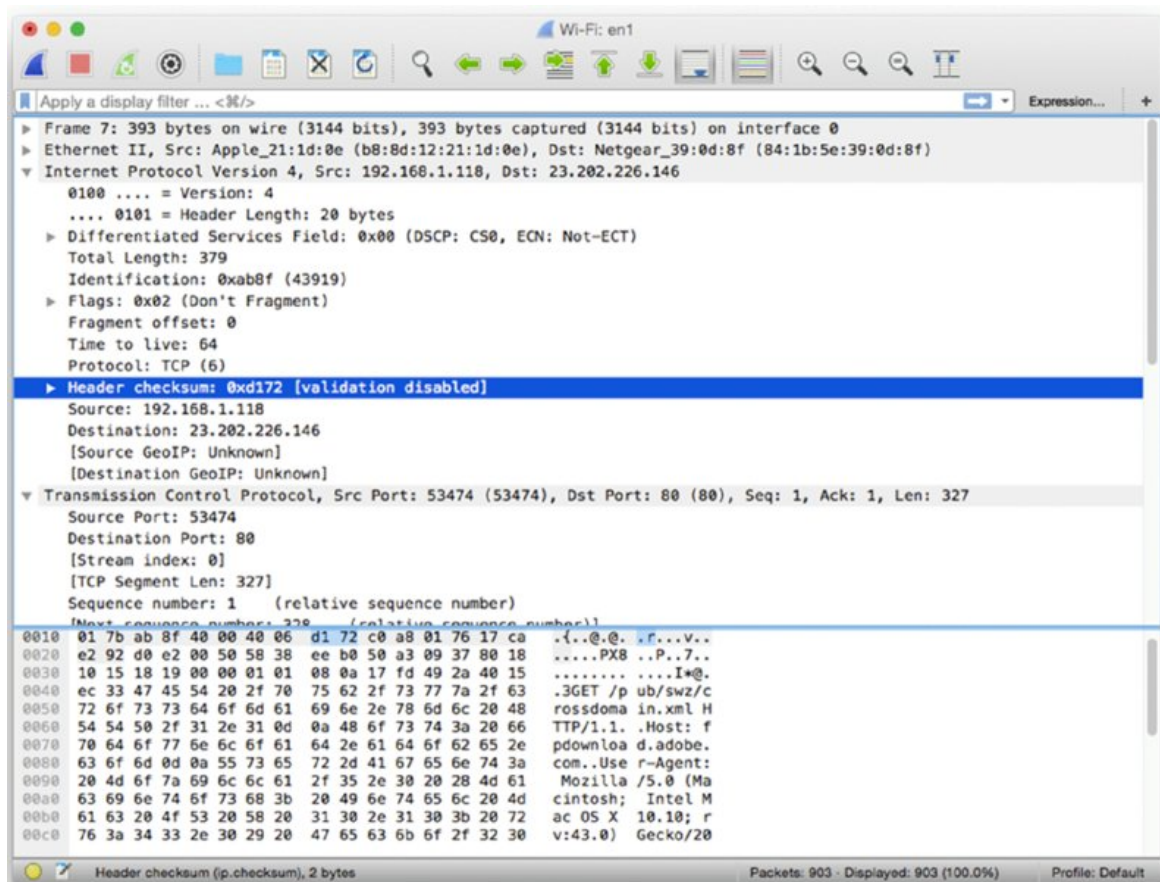 Wi-Fi: en1
Apply a display filter ... <⌘/>
Expression...
+
Frame 7: 393 bytes on wire (3144 bits), 393 bytes captured (3144 bits) on interface 0
Ethernet II, Src: Apple_21:1d:0e (b8:8d:12:21:1d:0e), Dst: Netgear_39:0d:8f (84:1b:5e:39:0d:8f)
Internet Protocol Version 4, Src: 192.168.1.118, Dst: 23.202.226.146
0100 .... = Version: 4
.... 0101 = Header Length: 20 bytes
Differentiated Services Field: 0x00 (DSCP: CS0, ECN: Not-ECT)
Total Length: 379
Identification: 0xab8f (43919)
Flags: 0x02 (Don't Fragment)
Fragment offset: 0
Time to live: 64
Protocol: TCP (6)
Header checksum: 0xd172 [validation disabled]
Source: 192.168.1.118
Destination: 23.202.226.146
[Source GeoIP: Unknown]
[Destination GeoIP: Unknown]
Transmission Control Protocol, Src Port: 53474 (53474), Dst Port: 80 (80), Seq: 1, Ack: 1, Len: 327
Source Port: 53474
Destination Port: 80
[Stream index: 0]
[TCP Segment Len: 327]
Sequence number: 1    (relative sequence number)
[Next sequence number: 328    (relative sequence number)]
0010 01 7b ab 8f 40 00 40 06 d1 72 c0 a8 01 76 17 ca .{..@.@. .r...v..
0020 e2 92 d0 e2 00 50 58 38 ee b0 50 a3 09 37 80 18 .....PX8 ..P..7..
0030 10 15 18 19 00 00 01 01 08 0a 17 fd 49 2a 40 15 ........ ....I*@.
0040 ec 33 47 45 54 20 2f 70 75 62 2f 73 77 7a 2f 63 .3GET /p ub/swz/c
0050 72 6f 73 73 64 6f 6d 61 69 6e 2e 78 6d 6c 20 48 rossdoma in.xml H
0060 54 54 50 2f 31 2e 31 0d 0a 48 6f 73 74 3a 20 66 TTP/1.1. .Host: f
0070 70 64 6f 77 6e 6c 6f 61 64 2e 61 64 6f 62 65 2e pdownloa d.adobe.
0080 63 6f 6d 0d 0a 55 73 65 72 2d 41 67 65 6e 74 3a com..Use r-Agent:
0090 20 4d 6f 7a 69 6c 6c 61 2f 35 2e 30 20 28 4d 61 Mozilla /5.0 (Ma
00a0 63 69 6e 74 6f 73 68 3b 20 49 6e 74 65 6c 20 4d cintosh; Intel M
00b0 61 63 20 4f 53 20 58 20 31 30 2e 31 30 3b 20 72 ac OS X 10.10; r
00c0 76 3a 34 33 2e 30 29 20 47 65 63 6b 6f 2f 32 30 v:43.0) Gecko/20
Header checksum (ip.checksum), 2 bytes
Packets: 903 · Displayed: 903 (100.0%)
Profile: Default